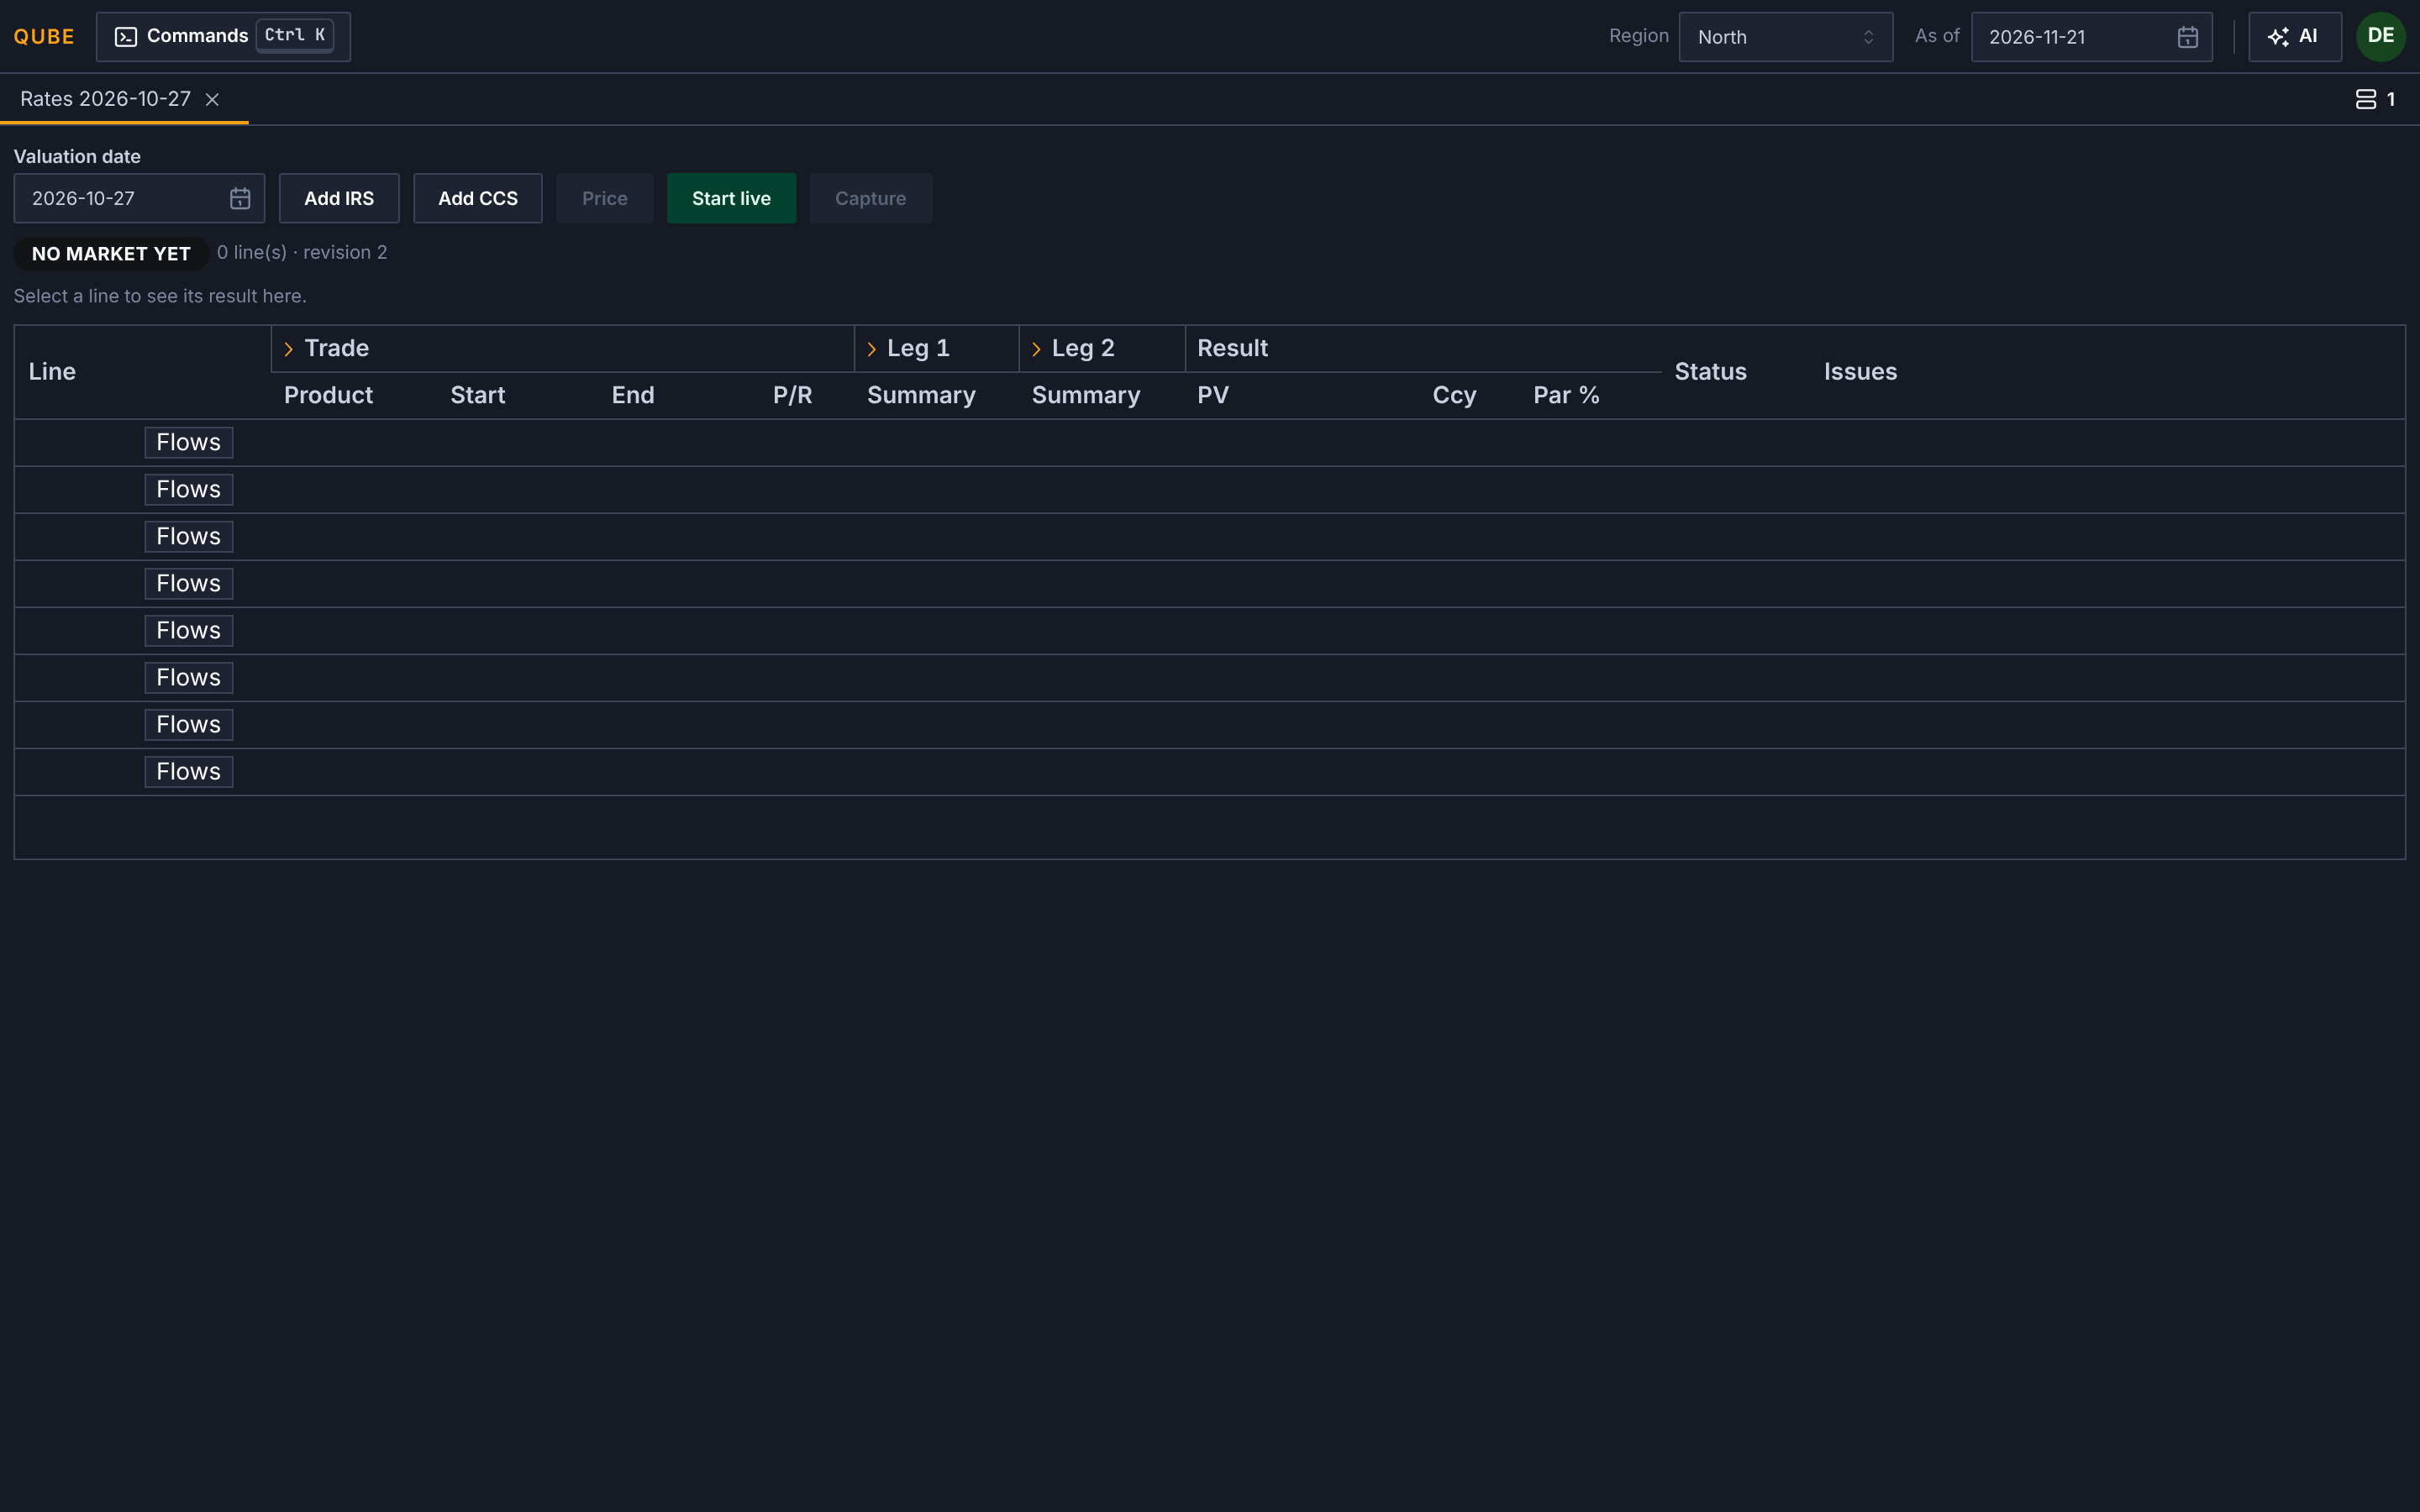 QUBE Commands Ctrl K Region North As of 2026-11-21 AI DE
Rates 2026-10-27 1
Valuation date
2026-10-27 Add IRS Add CCS Price Start live Capture
NO MARKET YET 0 line(s) · revision 2
Select a line to see its result here.
Line Trade Leg 1 Leg 2 Result Status Issues
Product Start End P/R Summary Summary PV Ccy Par %
Flows
Flows
Flows
Flows
Flows
Flows
Flows
Flows